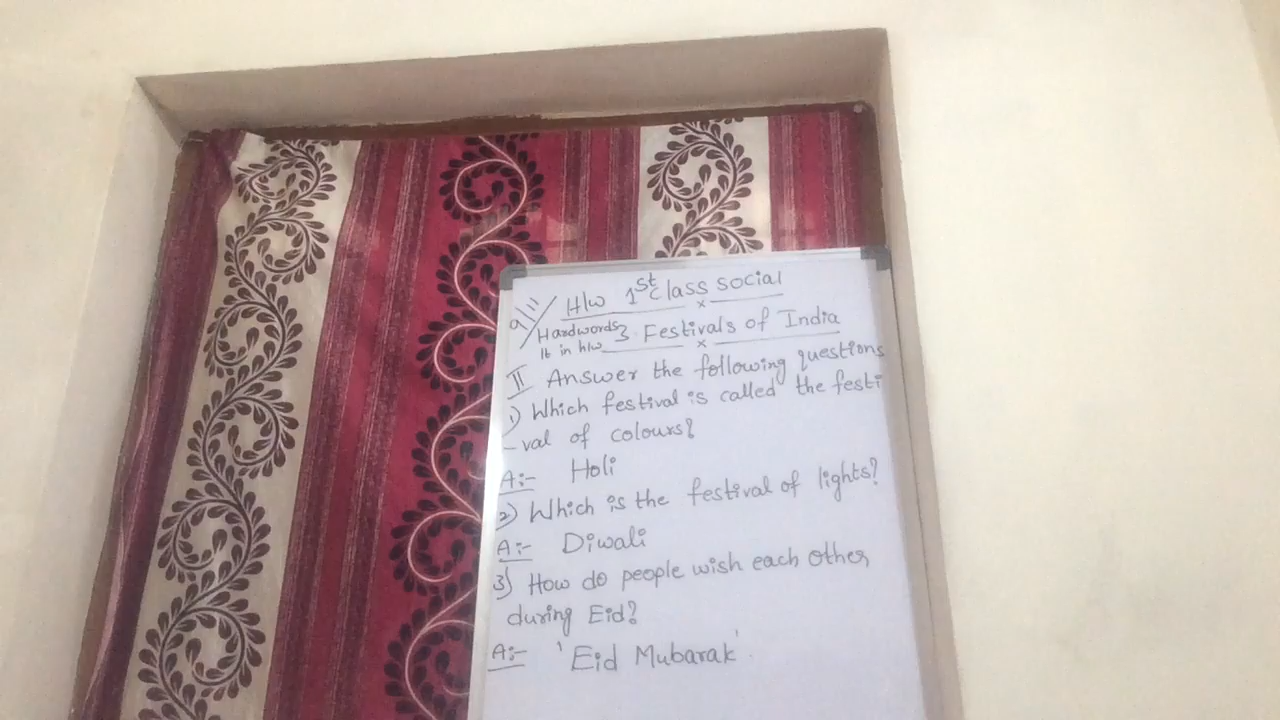 9/11 H/w 1st class social
Hardwords 3. Festivals of India
It in h/w
II Answer the following questions
1) Which festival is called the festi
-val of colours?
A:- Holi
2) Which is the festival of lights?
A:- Diwali
3) How do people wish each other
during Eid?
A:- 'Eid Mubarak'